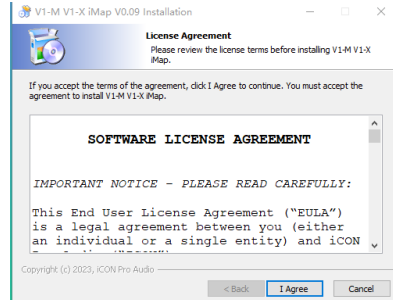 V1-M V1-X iMap V0.09 Installation
License Agreement
Please review the license terms before installing V1-M V1-X
iMap.
If you accept the terms of the agreement, click I Agree to continue. You must accept the
agreement to install V1-M V1-X iMap.
SOFTWARE LICENSE AGREEMENT
IMPORTANT NOTICE – PLEASE READ CAREFULLY:
This End User License Agreement (“EULA”)
is a legal agreement between you (either
an individual or a single entity) and iCON
Copyright (c) 2023, iCON Pro Audio
< Back
I Agree
Cancel